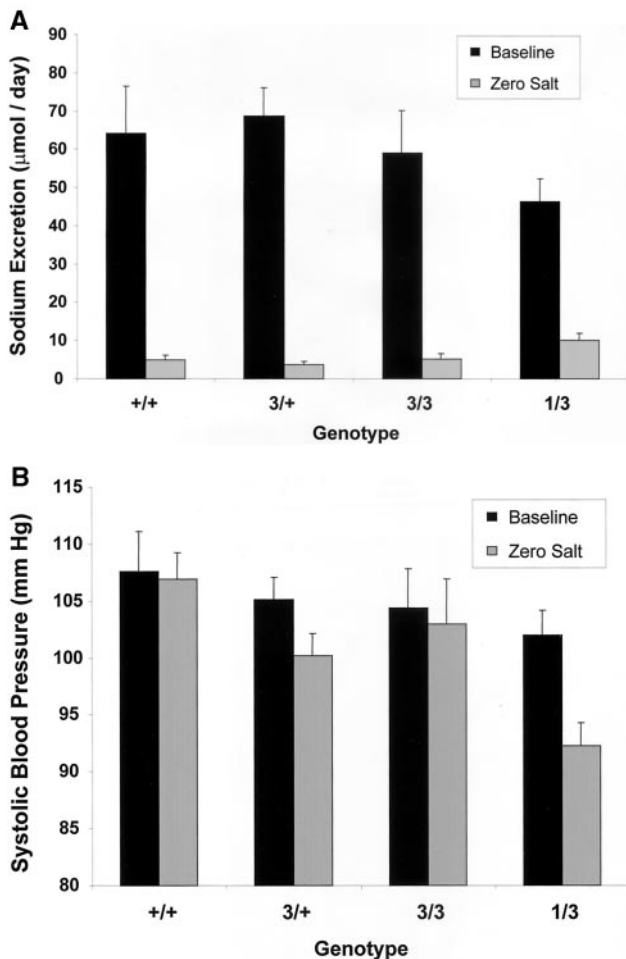 A
Sodium Excretion (µmol / day)
90
80
70
60
50
40
30
20
10
0
Baseline
Zero Salt
+/+ 3/+ 3/3 1/3
Genotype
B
Systolic Blood Pressure (mm Hg)
115
110
105
100
95
90
85
80
Baseline
Zero Salt
+/+ 3/+ 3/3 1/3
Genotype